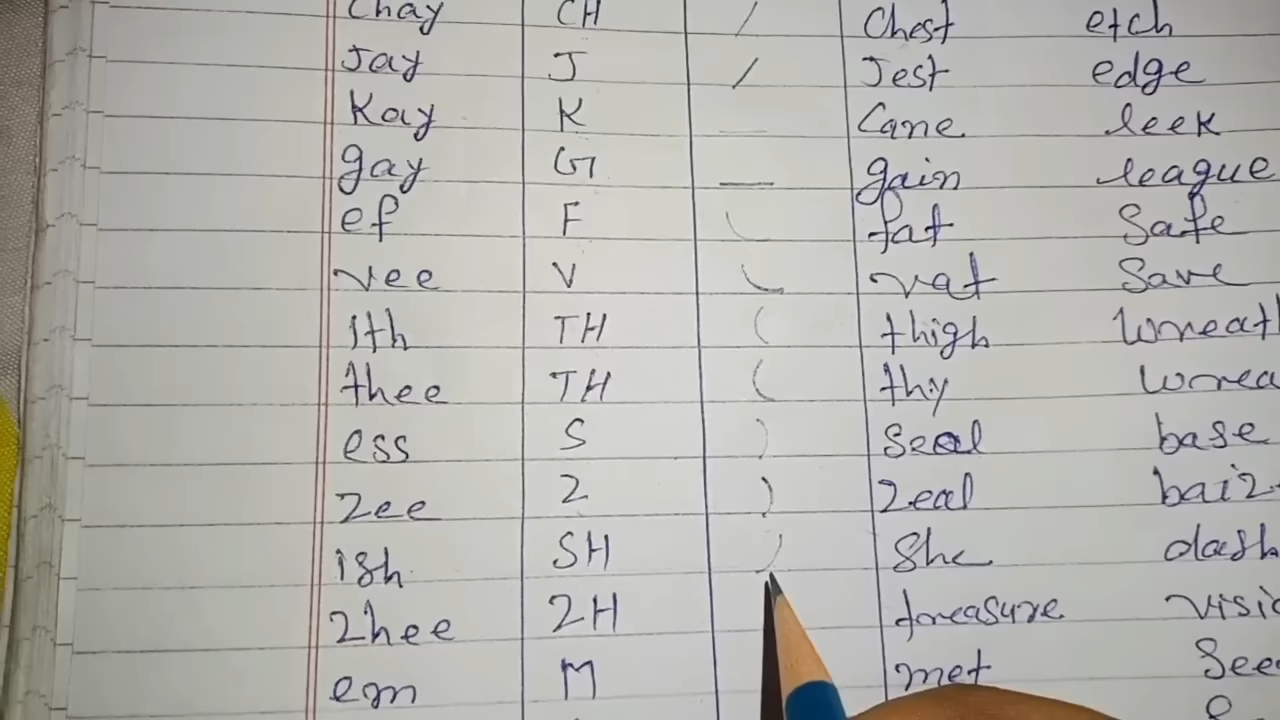 Chay CH / Chest etch
Jay J / Jest edge
Kay K — Cane leek
gay G — gain league
ef F fat Safe
vee V vat Save
ith TH ( thigh
thee TH ( thy
ess S ) Seal base
Zee Z ) Zeal
ish SH ) She dash
Zhee ZH treasure
em M met